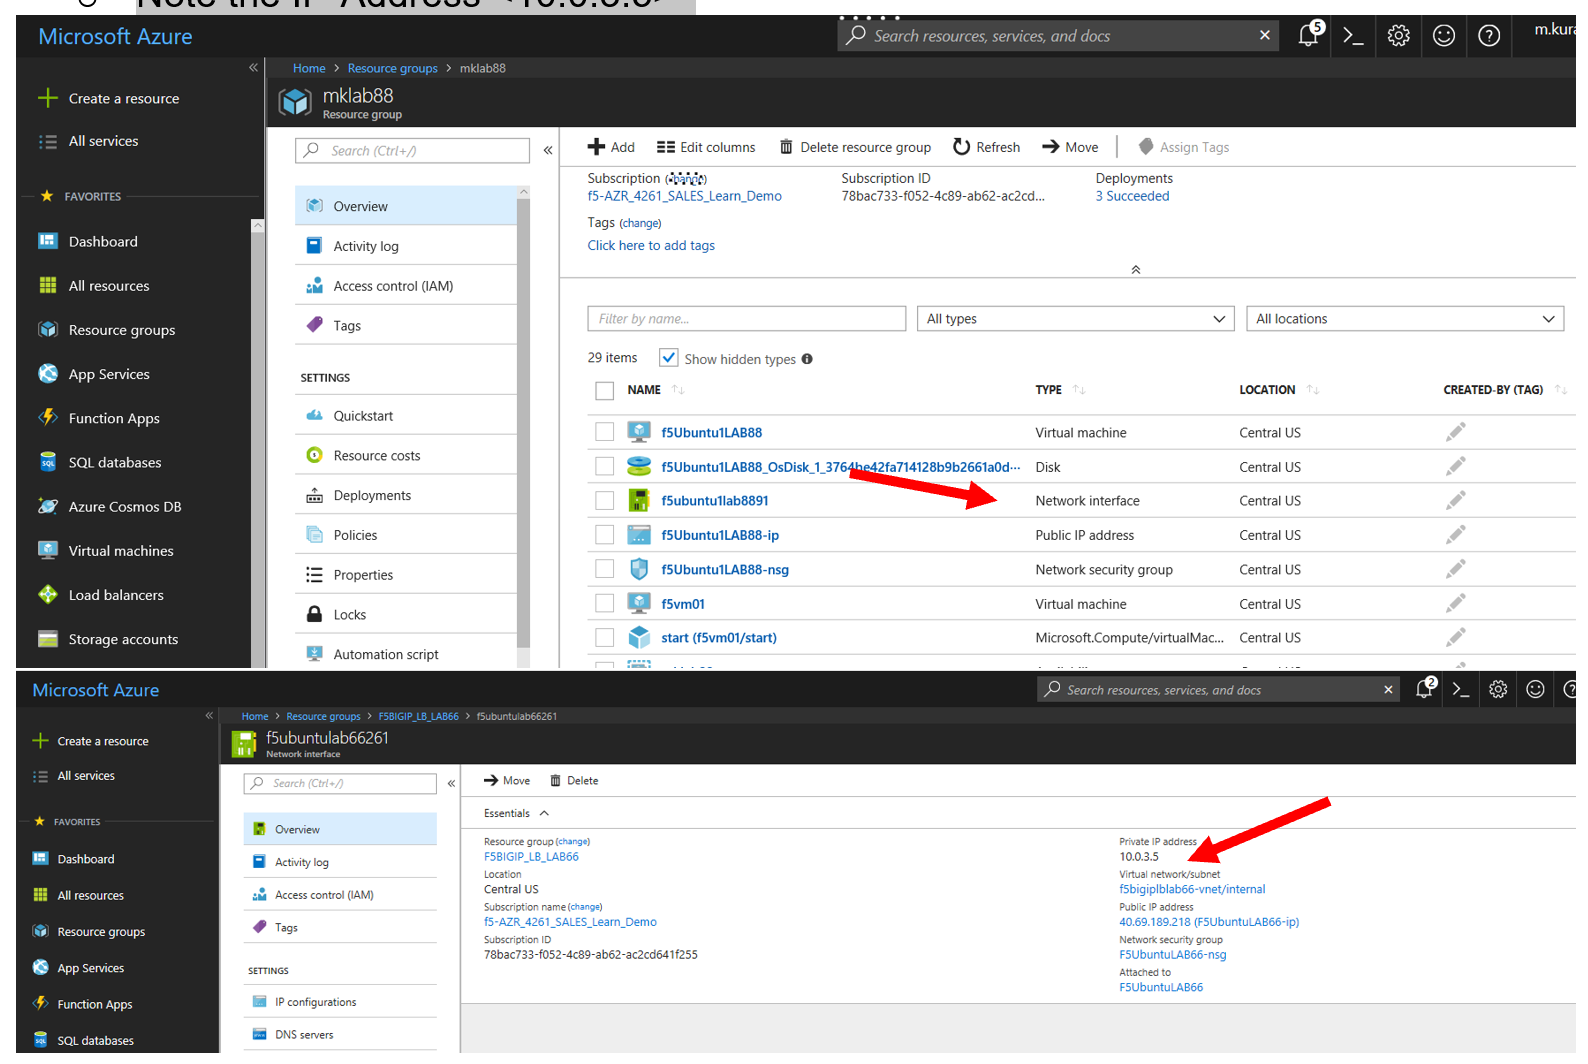 Note the IP Address <10.0.3.5>
Microsoft Azure
Search resources, services, and docs
5
m.kura
Create a resource
All services
FAVORITES
Dashboard
All resources
Resource groups
App Services
Function Apps
SQL databases
Azure Cosmos DB
Virtual machines
Load balancers
Storage accounts
Home > Resource groups > mklab88
mklab88
Resource group
Search (Ctrl+/)
Overview
Activity log
Access control (IAM)
Tags
SETTINGS
Quickstart
Resource costs
Deployments
Policies
Properties
Locks
Automation script
Add Edit columns Delete resource group Refresh Move Assign Tags
Subscription (change) Subscription ID Deployments
f5-AZR_4261_SALES_Learn_Demo 78bac733-f052-4c89-ab62-ac2cd... 3 Succeeded
Tags (change)
Click here to add tags
Filter by name... All types All locations
29 items Show hidden types
NAME TYPE LOCATION CREATED-BY (TAG)
f5Ubuntu1LAB88 Virtual machine Central US
f5Ubuntu1LAB88_OsDisk_1_3764be42fa714128b9b2661a0d... Disk Central US
f5ubuntu1lab8891 Network interface Central US
f5Ubuntu1LAB88-ip Public IP address Central US
f5Ubuntu1LAB88-nsg Network security group Central US
f5vm01 Virtual machine Central US
start (f5vm01/start) Microsoft.Compute/virtualMac... Central US
Microsoft Azure
Search resources, services, and docs
2
Create a resource
All services
FAVORITES
Dashboard
All resources
Resource groups
App Services
Function Apps
SQL databases
Home > Resource groups > F5BIGIP_LB_LAB66 > f5ubuntulab66261
f5ubuntulab66261
Network interface
Search (Ctrl+/)
Overview
Activity log
Access control (IAM)
Tags
SETTINGS
IP configurations
DNS servers
Move Delete
Essentials
Resource group (change)
F5BIGIP_LB_LAB66
Location
Central US
Subscription name (change)
f5-AZR_4261_SALES_Learn_Demo
Subscription ID
78bac733-f052-4c89-ab62-ac2cd641f255
Private IP address
10.0.3.5
Virtual network/subnet
f5bigiplblab66-vnet/internal
Public IP address
40.69.189.218 (F5UbuntuLAB66-ip)
Network security group
F5UbuntuLAB66-nsg
Attached to
F5UbuntuLAB66